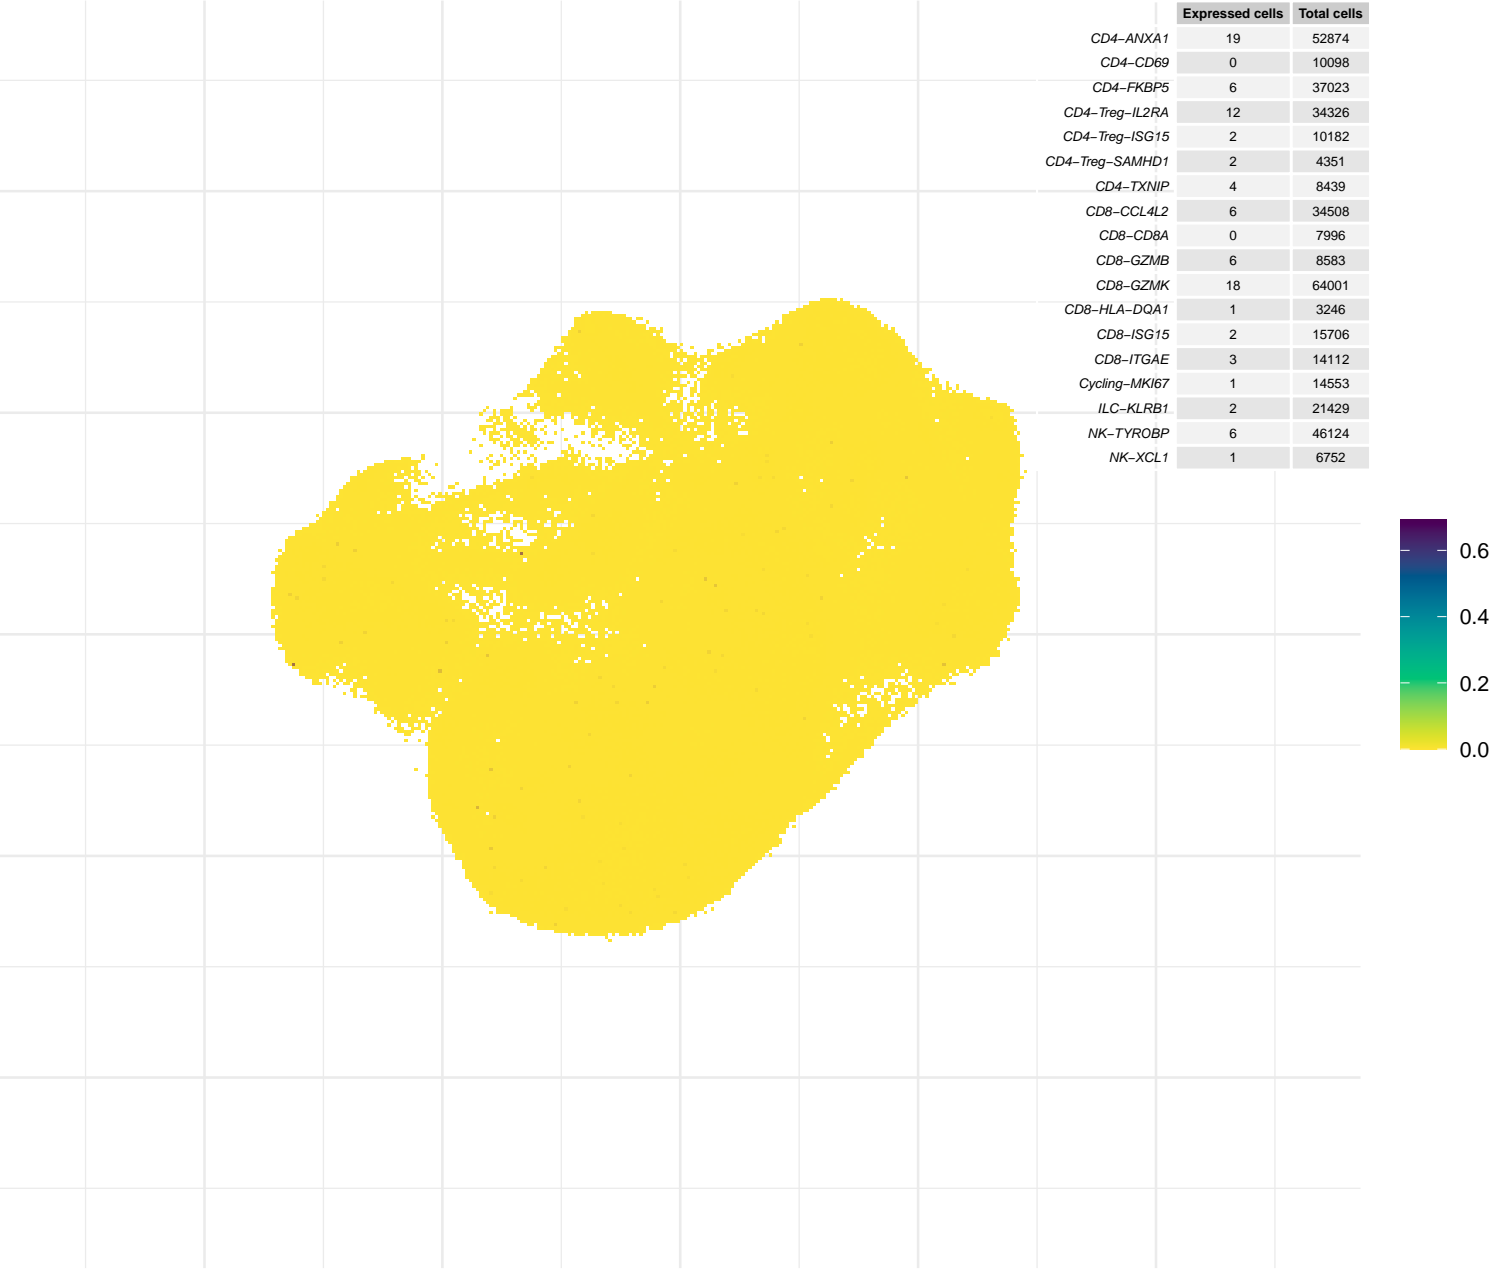 Expressed cells Total cells
CD4−ANXA1 19 52874
CD4−CD69 0 10098
CD4−FKBP5 6 37023
CD4−Treg−IL2RA 12 34326
CD4−Treg−ISG15 2 10182
CD4−Treg−SAMHD1 2 4351
CD4−TXNIP 4 8439
CD8−CCL4L2 6 34508
CD8−CD8A 0 7996
CD8−GZMB 6 8583
CD8−GZMK 18 64001
CD8−HLA−DQA1 1 3246
CD8−ISG15 2 15706
CD8−ITGAE 3 14112
Cycling−MKI67 1 14553
ILC−KLRB1 2 21429
NK−TYROBP 6 46124
NK−XCL1 1 6752
0.6
0.4
0.2
0.0